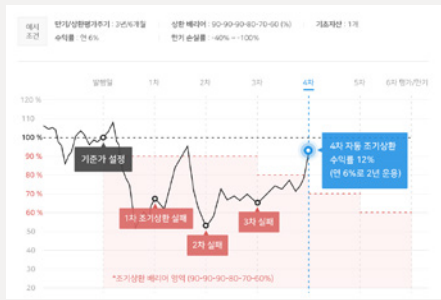 예시
조건
만기/상환평가주기 : 3년/6개월
상환 배리어 : 90-90-90-80-70-60 (%)
기초자산 : 1개
수익률 : 연 6%
만기 손실률 : -40% ~ -100%
발행일
1차
2차
3차
4차
5차
6차 평가/만기
120 %
110
100 %
90 %
80 %
70 %
60 %
50
40
30
20
기준가 설정
1차 조기상환 실패
2차 실패
3차 실패
4차 자동 조기상환
수익률 12%
(연 6%로 2년 운용)
*조기상환 배리어 영역 (90-90-90-80-70-60%)